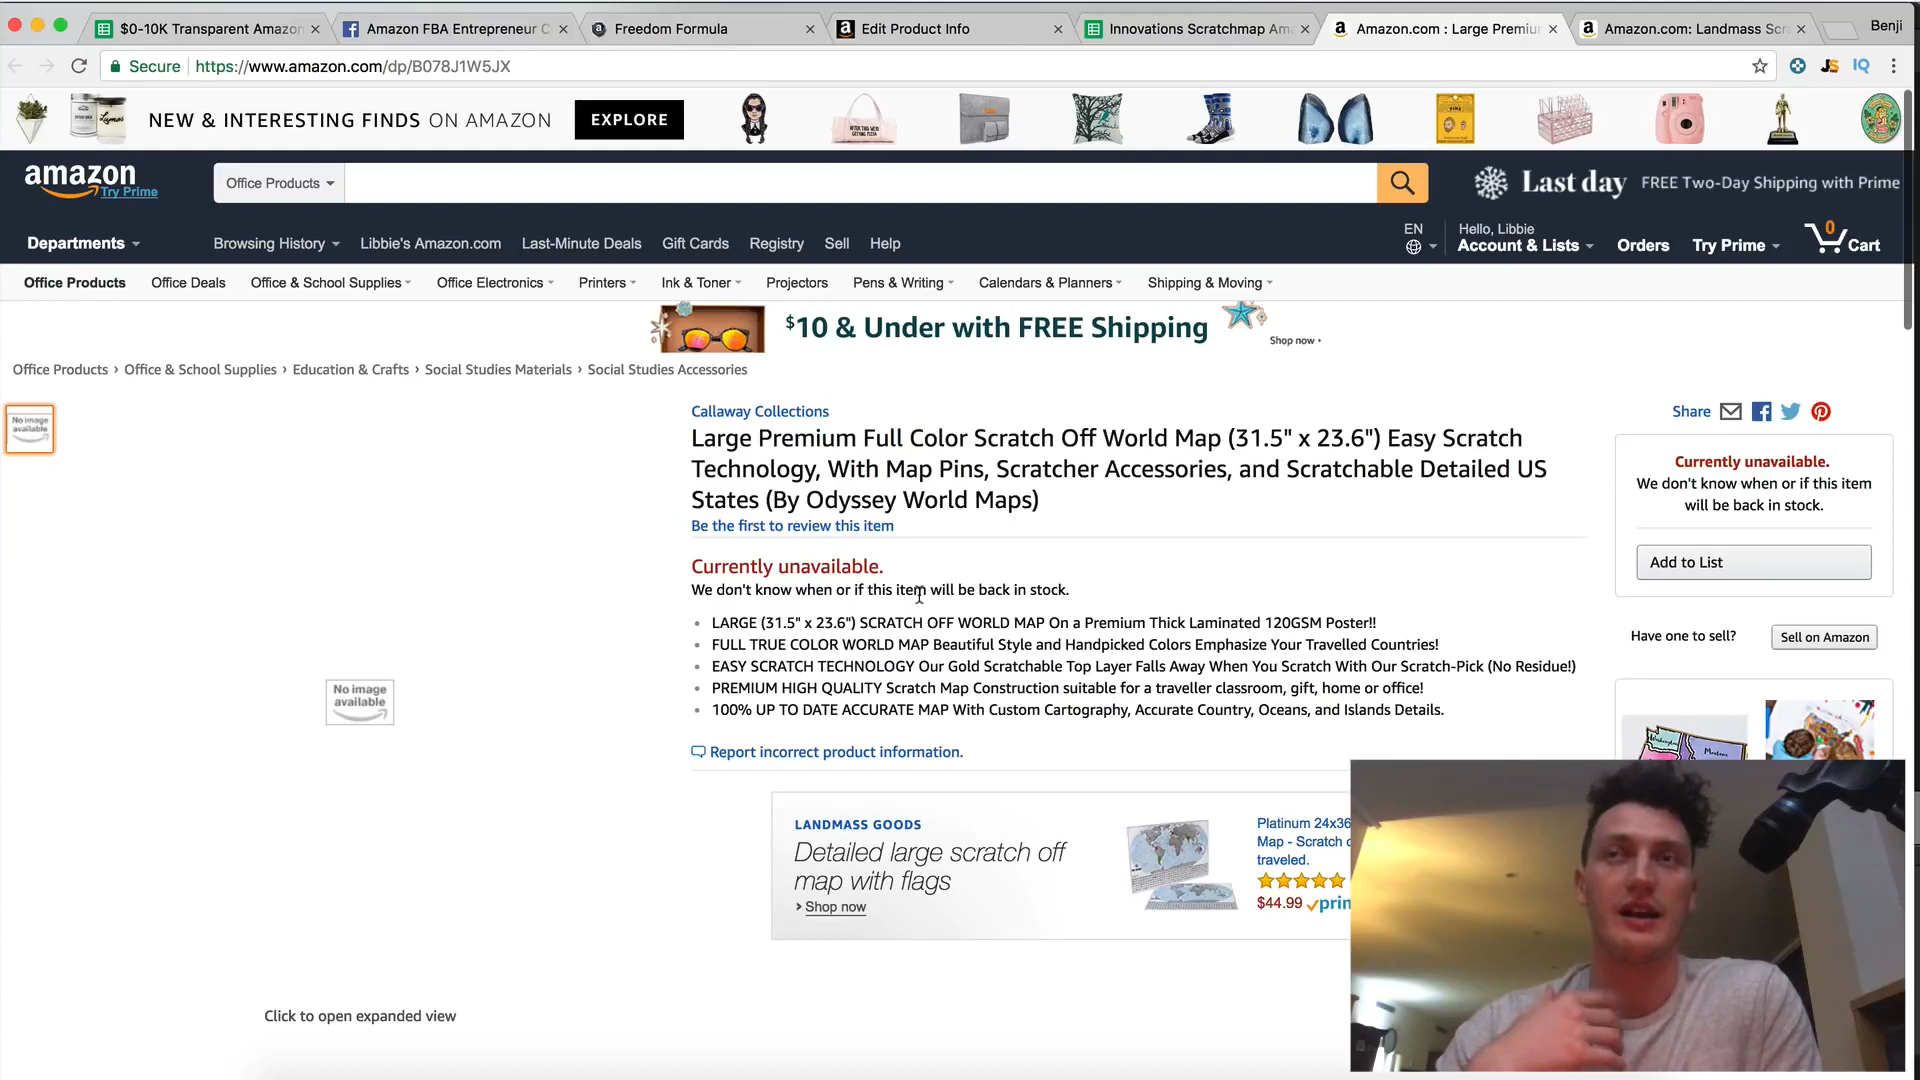 $0-10K Transparent Amazon
Amazon FBA Entrepreneur C
Freedom Formula
Edit Product Info
Innovations Scratchmap Ama
Amazon.com : Large Premiu
Amazon.com: Landmass Scr
Benji
Secure https://www.amazon.com/dp/B078J1W5JX
JS
IQ
Lumos
NEW & INTERESTING FINDS ON AMAZON
EXPLORE
amazon
Try Prime
Office Products
Last day FREE Two-Day Shipping with Prime
Departments
Browsing History
Libbie's Amazon.com
Last-Minute Deals
Gift Cards
Registry
Sell
Help
EN
Hello, Libbie
Account & Lists
Orders
Try Prime
0
Cart
Office Products
Office Deals
Office & School Supplies
Office Electronics
Printers
Ink & Toner
Projectors
Pens & Writing
Calendars & Planners
Shipping & Moving
$10 & Under with FREE Shipping
Shop now ›
Office Products › Office & School Supplies › Education & Crafts › Social Studies Materials › Social Studies Accessories
No image
available
Callaway Collections
Large Premium Full Color Scratch Off World Map (31.5" x 23.6") Easy Scratch
Technology, With Map Pins, Scratcher Accessories, and Scratchable Detailed US
States (By Odyssey World Maps)
Be the first to review this item
Currently unavailable.
We don't know when or if this item will be back in stock.
• LARGE (31.5" x 23.6") SCRATCH OFF WORLD MAP On a Premium Thick Laminated 120GSM Poster!!
• FULL TRUE COLOR WORLD MAP Beautiful Style and Handpicked Colors Emphasize Your Travelled Countries!
• EASY SCRATCH TECHNOLOGY Our Gold Scratchable Top Layer Falls Away When You Scratch With Our Scratch-Pick (No Residue!)
• PREMIUM HIGH QUALITY Scratch Map Construction suitable for a traveller classroom, gift, home or office!
• 100% UP TO DATE ACCURATE MAP With Custom Cartography, Accurate Country, Oceans, and Islands Details.
Report incorrect product information.
No image
available
Click to open expanded view
Share
Currently unavailable.
We don't know when or if this item
will be back in stock.
Add to List
Have one to sell?
Sell on Amazon
Washington
Montana
LANDMASS GOODS
Detailed large scratch off
map with flags
› Shop now
Platinum 24x36
Map - Scratch o
traveled.
$44.99 prin